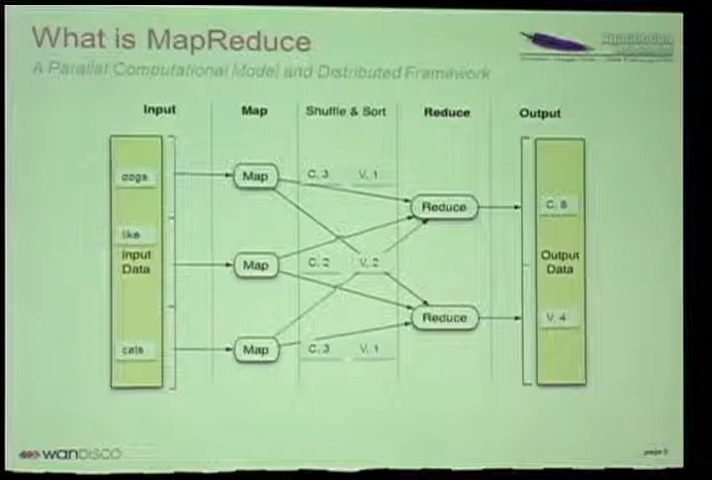 What is MapReduce
A Parallel Computational Model and Distributed Framework
Input Map Shuffle & Sort Reduce Output
dogs Map C, 3 V, 1
Reduce C, 8
like
Input Data Map C, 2 V, 2 Output Data
Reduce V, 4
cats Map C, 3 V, 1
wanDISCO